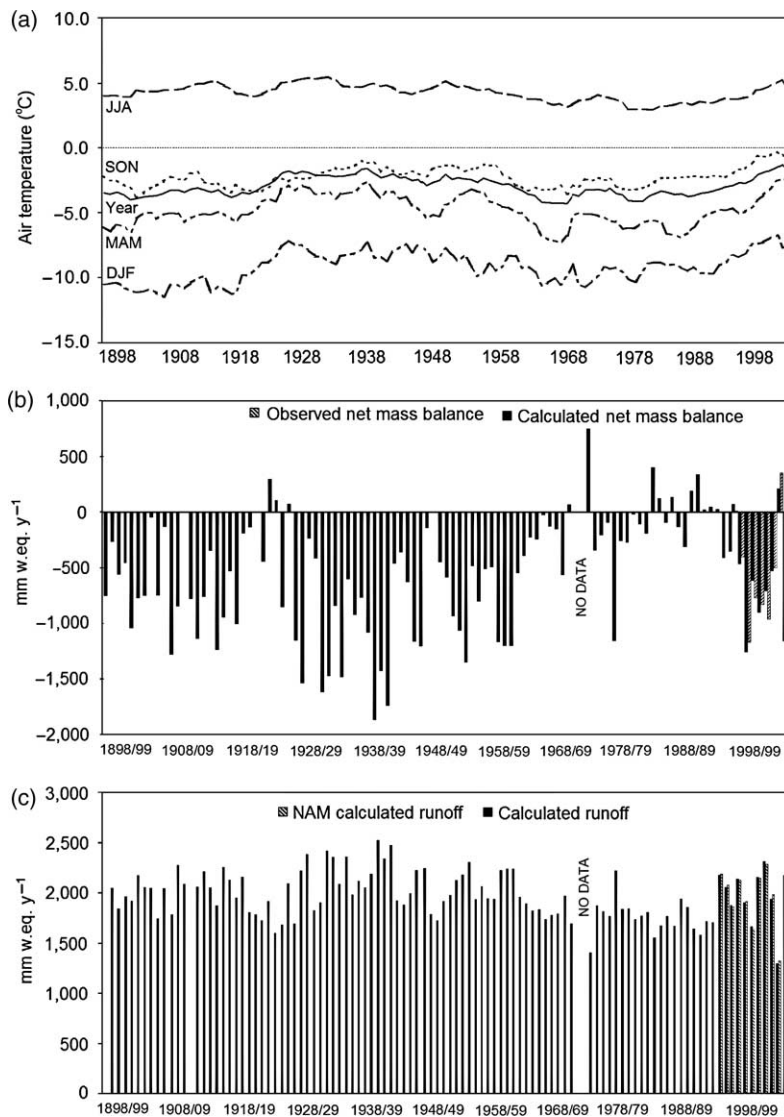 (a)
10.0
5.0
0.0
−5.0
−10.0
−15.0
Air temperature (°C)
JJA
SON
Year
MAM
DJF
1898 1908 1918 1928 1938 1948 1958 1968 1978 1988 1998
(b)
1,000
500
0
−500
−1,000
−1,500
−2,000
mm w.eq. y−1
Observed net mass balance Calculated net mass balance
NO DATA
1898/99 1908/09 1918/19 1928/29 1938/39 1948/49 1958/59 1968/69 1978/79 1988/89 1998/99
(c)
3,000
2,500
2,000
1,500
1,000
500
0
mm w.eq. y−1
NAM calculated runoff Calculated runoff
NO DATA
1898/99 1908/09 1918/19 1928/29 1938/39 1948/49 1958/59 1968/69 1978/79 1988/89 1998/99